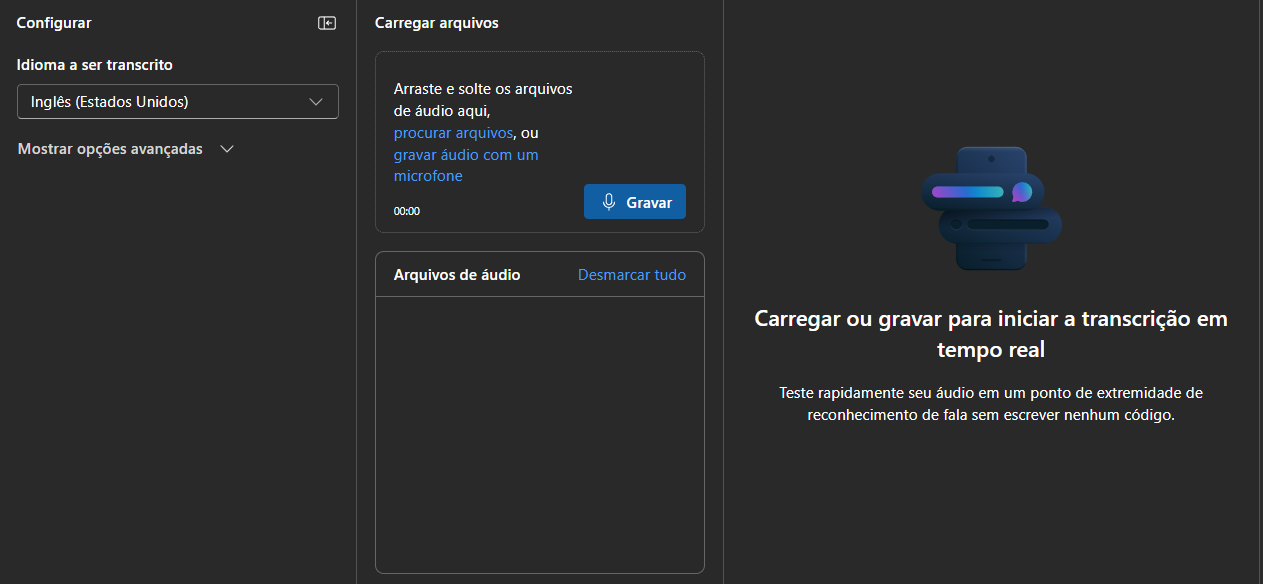 Configurar
Idioma a ser transcrito
Inglês (Estados Unidos)
Mostrar opções avançadas
Carregar arquivos
Arraste e solte os arquivos
de áudio aqui,
procurar arquivos, ou
gravar áudio com um
microfone
00:00
Gravar
Arquivos de áudio
Desmarcar tudo
Carregar ou gravar para iniciar a transcrição em
tempo real
Teste rapidamente seu áudio em um ponto de extremidade de
reconhecimento de fala sem escrever nenhum código.